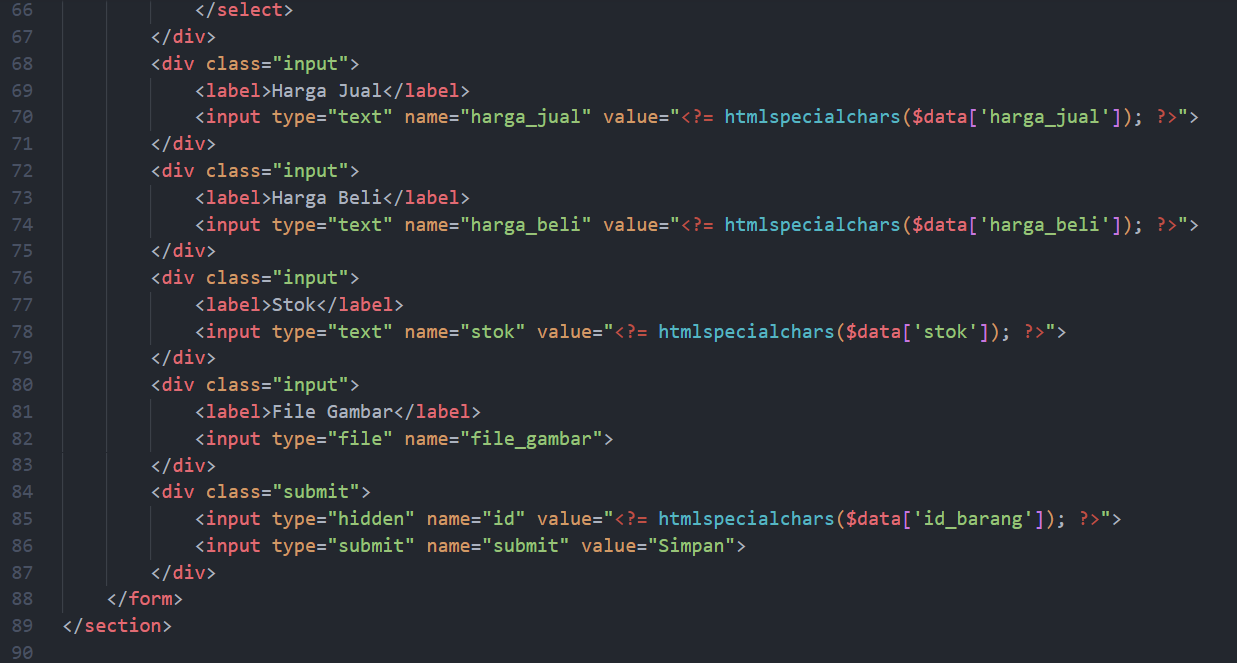 66 </select>
67 </div>
68 <div class="input">
69 <label>Harga Jual</label>
70 <input type="text" name="harga_jual" value="<?= htmlspecialchars($data['harga_jual']); ?>">
71 </div>
72 <div class="input">
73 <label>Harga Beli</label>
74 <input type="text" name="harga_beli" value="<?= htmlspecialchars($data['harga_beli']); ?>">
75 </div>
76 <div class="input">
77 <label>Stok</label>
78 <input type="text" name="stok" value="<?= htmlspecialchars($data['stok']); ?>">
79 </div>
80 <div class="input">
81 <label>File Gambar</label>
82 <input type="file" name="file_gambar">
83 </div>
84 <div class="submit">
85 <input type="hidden" name="id" value="<?= htmlspecialchars($data['id_barang']); ?>">
86 <input type="submit" name="submit" value="Simpan">
87 </div>
88 </form>
89 </section>
90